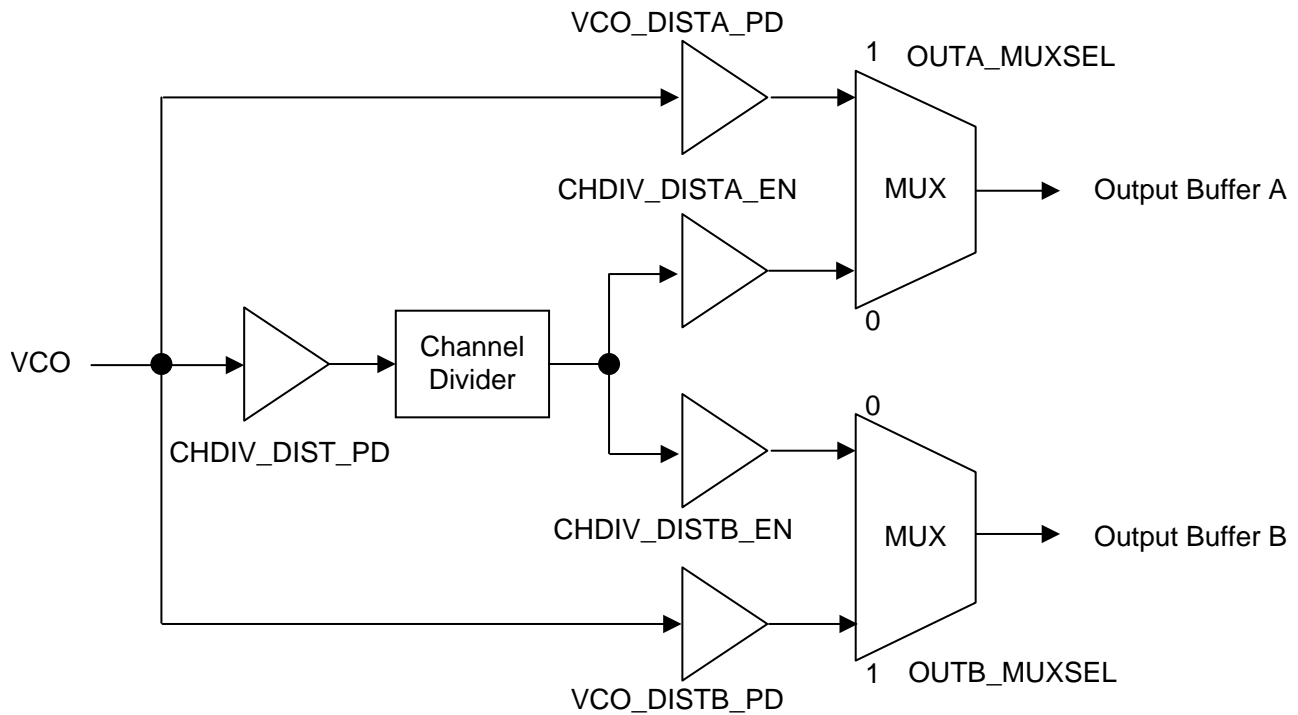 VCO_DISTA_PD
1 OUTA_MUXSEL
CHDIV_DISTA_EN
MUX
Output Buffer A
0
VCO
Channel
Divider
CHDIV_DIST_PD
0
CHDIV_DISTB_EN
MUX
Output Buffer B
1 OUTB_MUXSEL
VCO_DISTB_PD